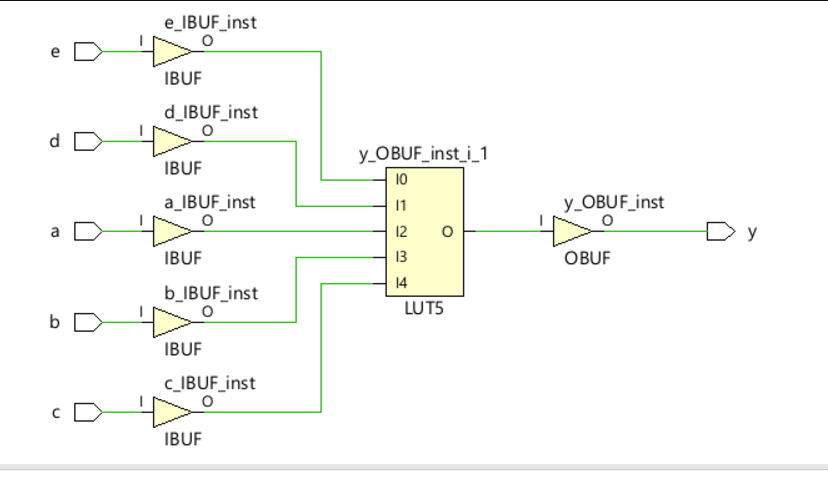 e_IBUF_inst
e
I
O
IBUF
d_IBUF_inst
d
I
O
IBUF
y_OBUF_inst_i_1
a_IBUF_inst
a
I
O
IBUF
I0
I1
I2
I3
I4
O
LUT5
y_OBUF_inst
I
O
y
OBUF
b_IBUF_inst
b
I
O
IBUF
c_IBUF_inst
c
I
O
IBUF